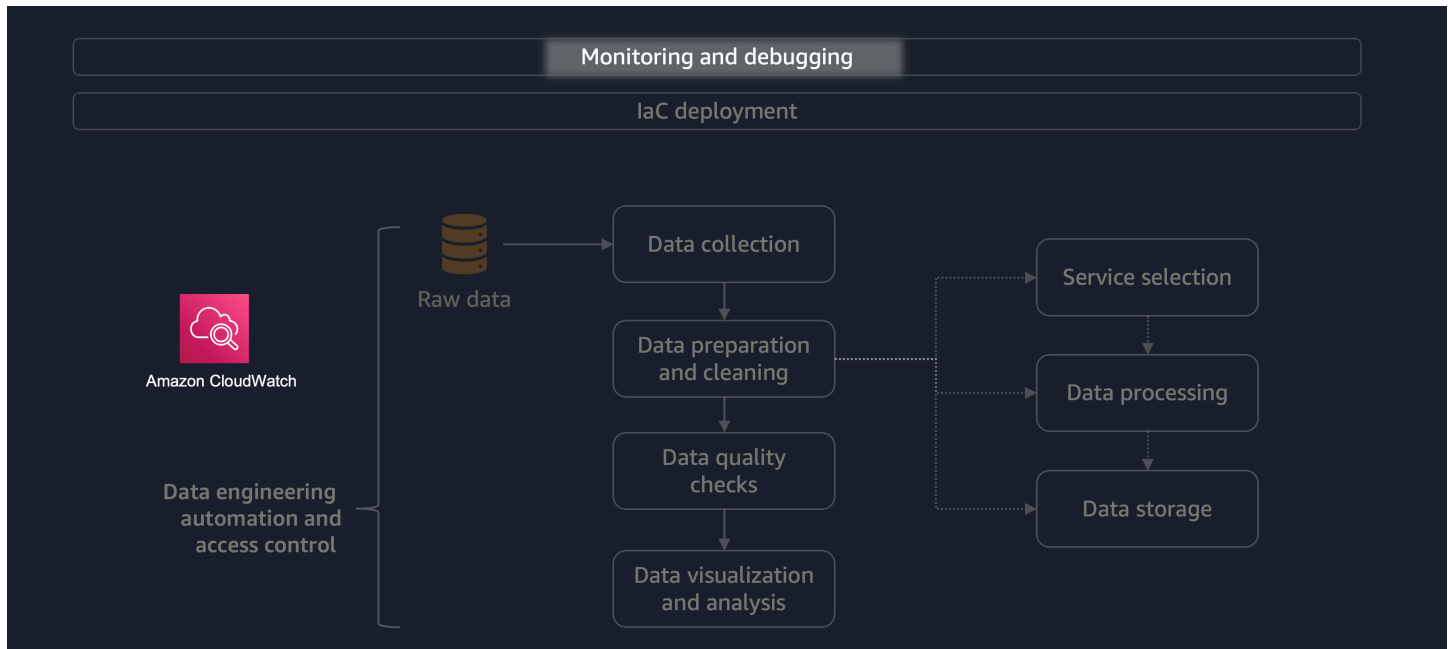 Monitoring and debugging
IaC deployment
Raw data
Data collection
Data preparation
and cleaning
Data quality
checks
Data visualization
and analysis
Service selection
Data processing
Data storage
Amazon CloudWatch
Data engineering
automation and
access control